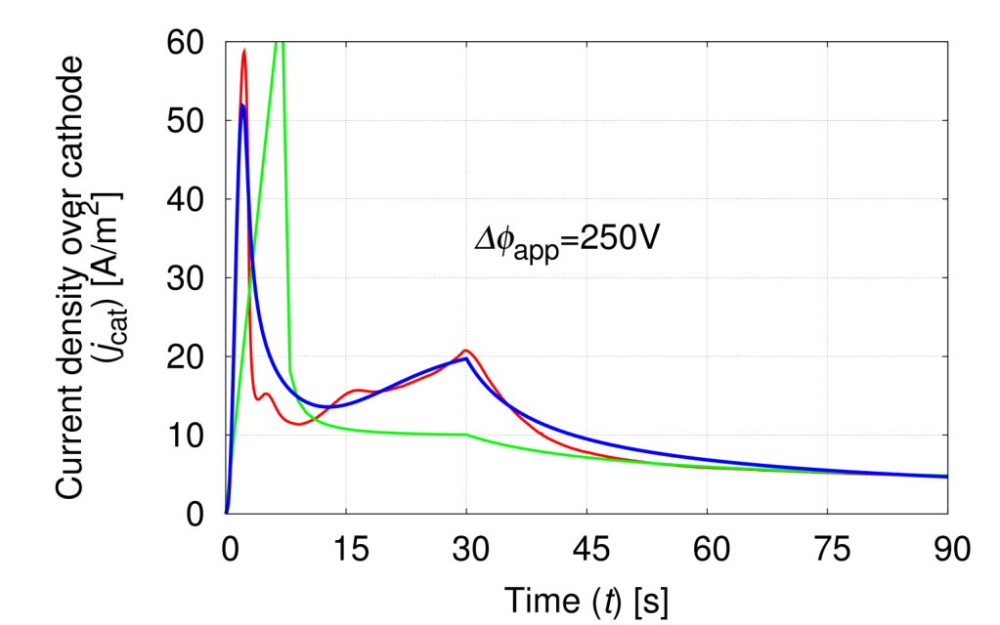 Current density over cathode
(jcat) [A/m2]
60
50
40
30
20
10
0
Δϕapp=250V
0 15 30 45 60 75 90
Time (t) [s]